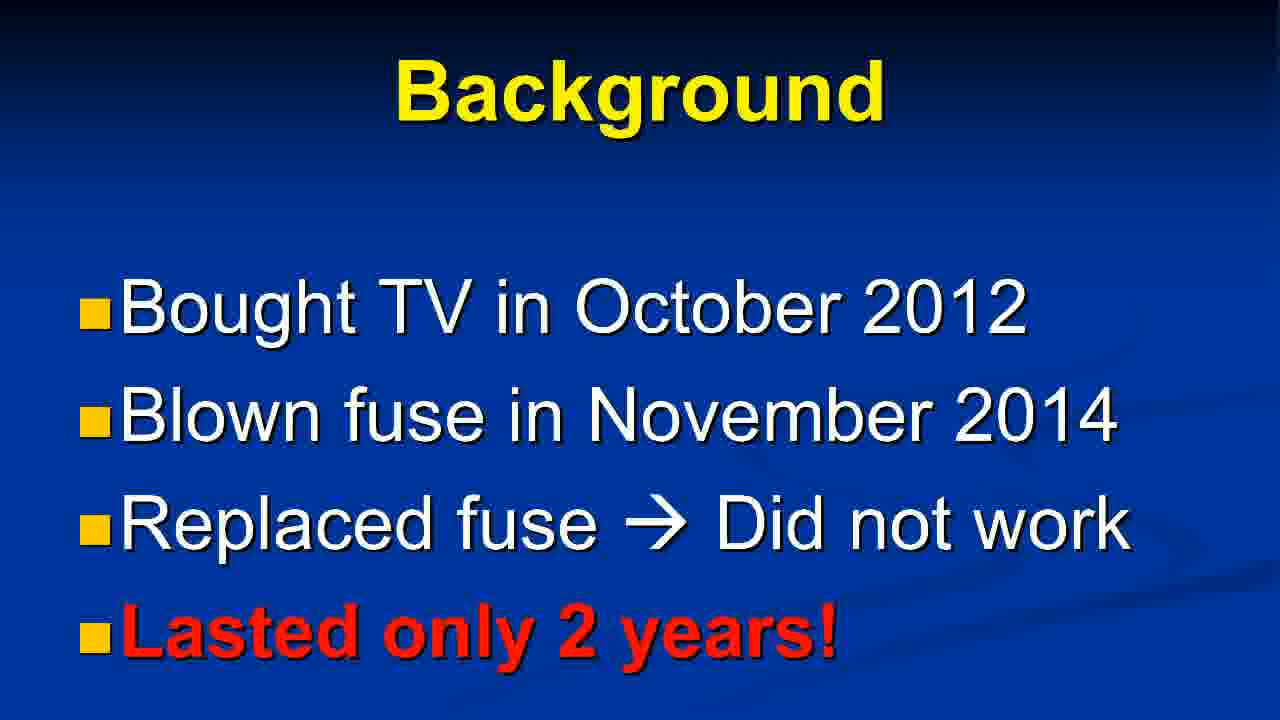 Background
Bought TV in October 2012
Blown fuse in November 2014
Replaced fuse → Did not work
Lasted only 2 years!